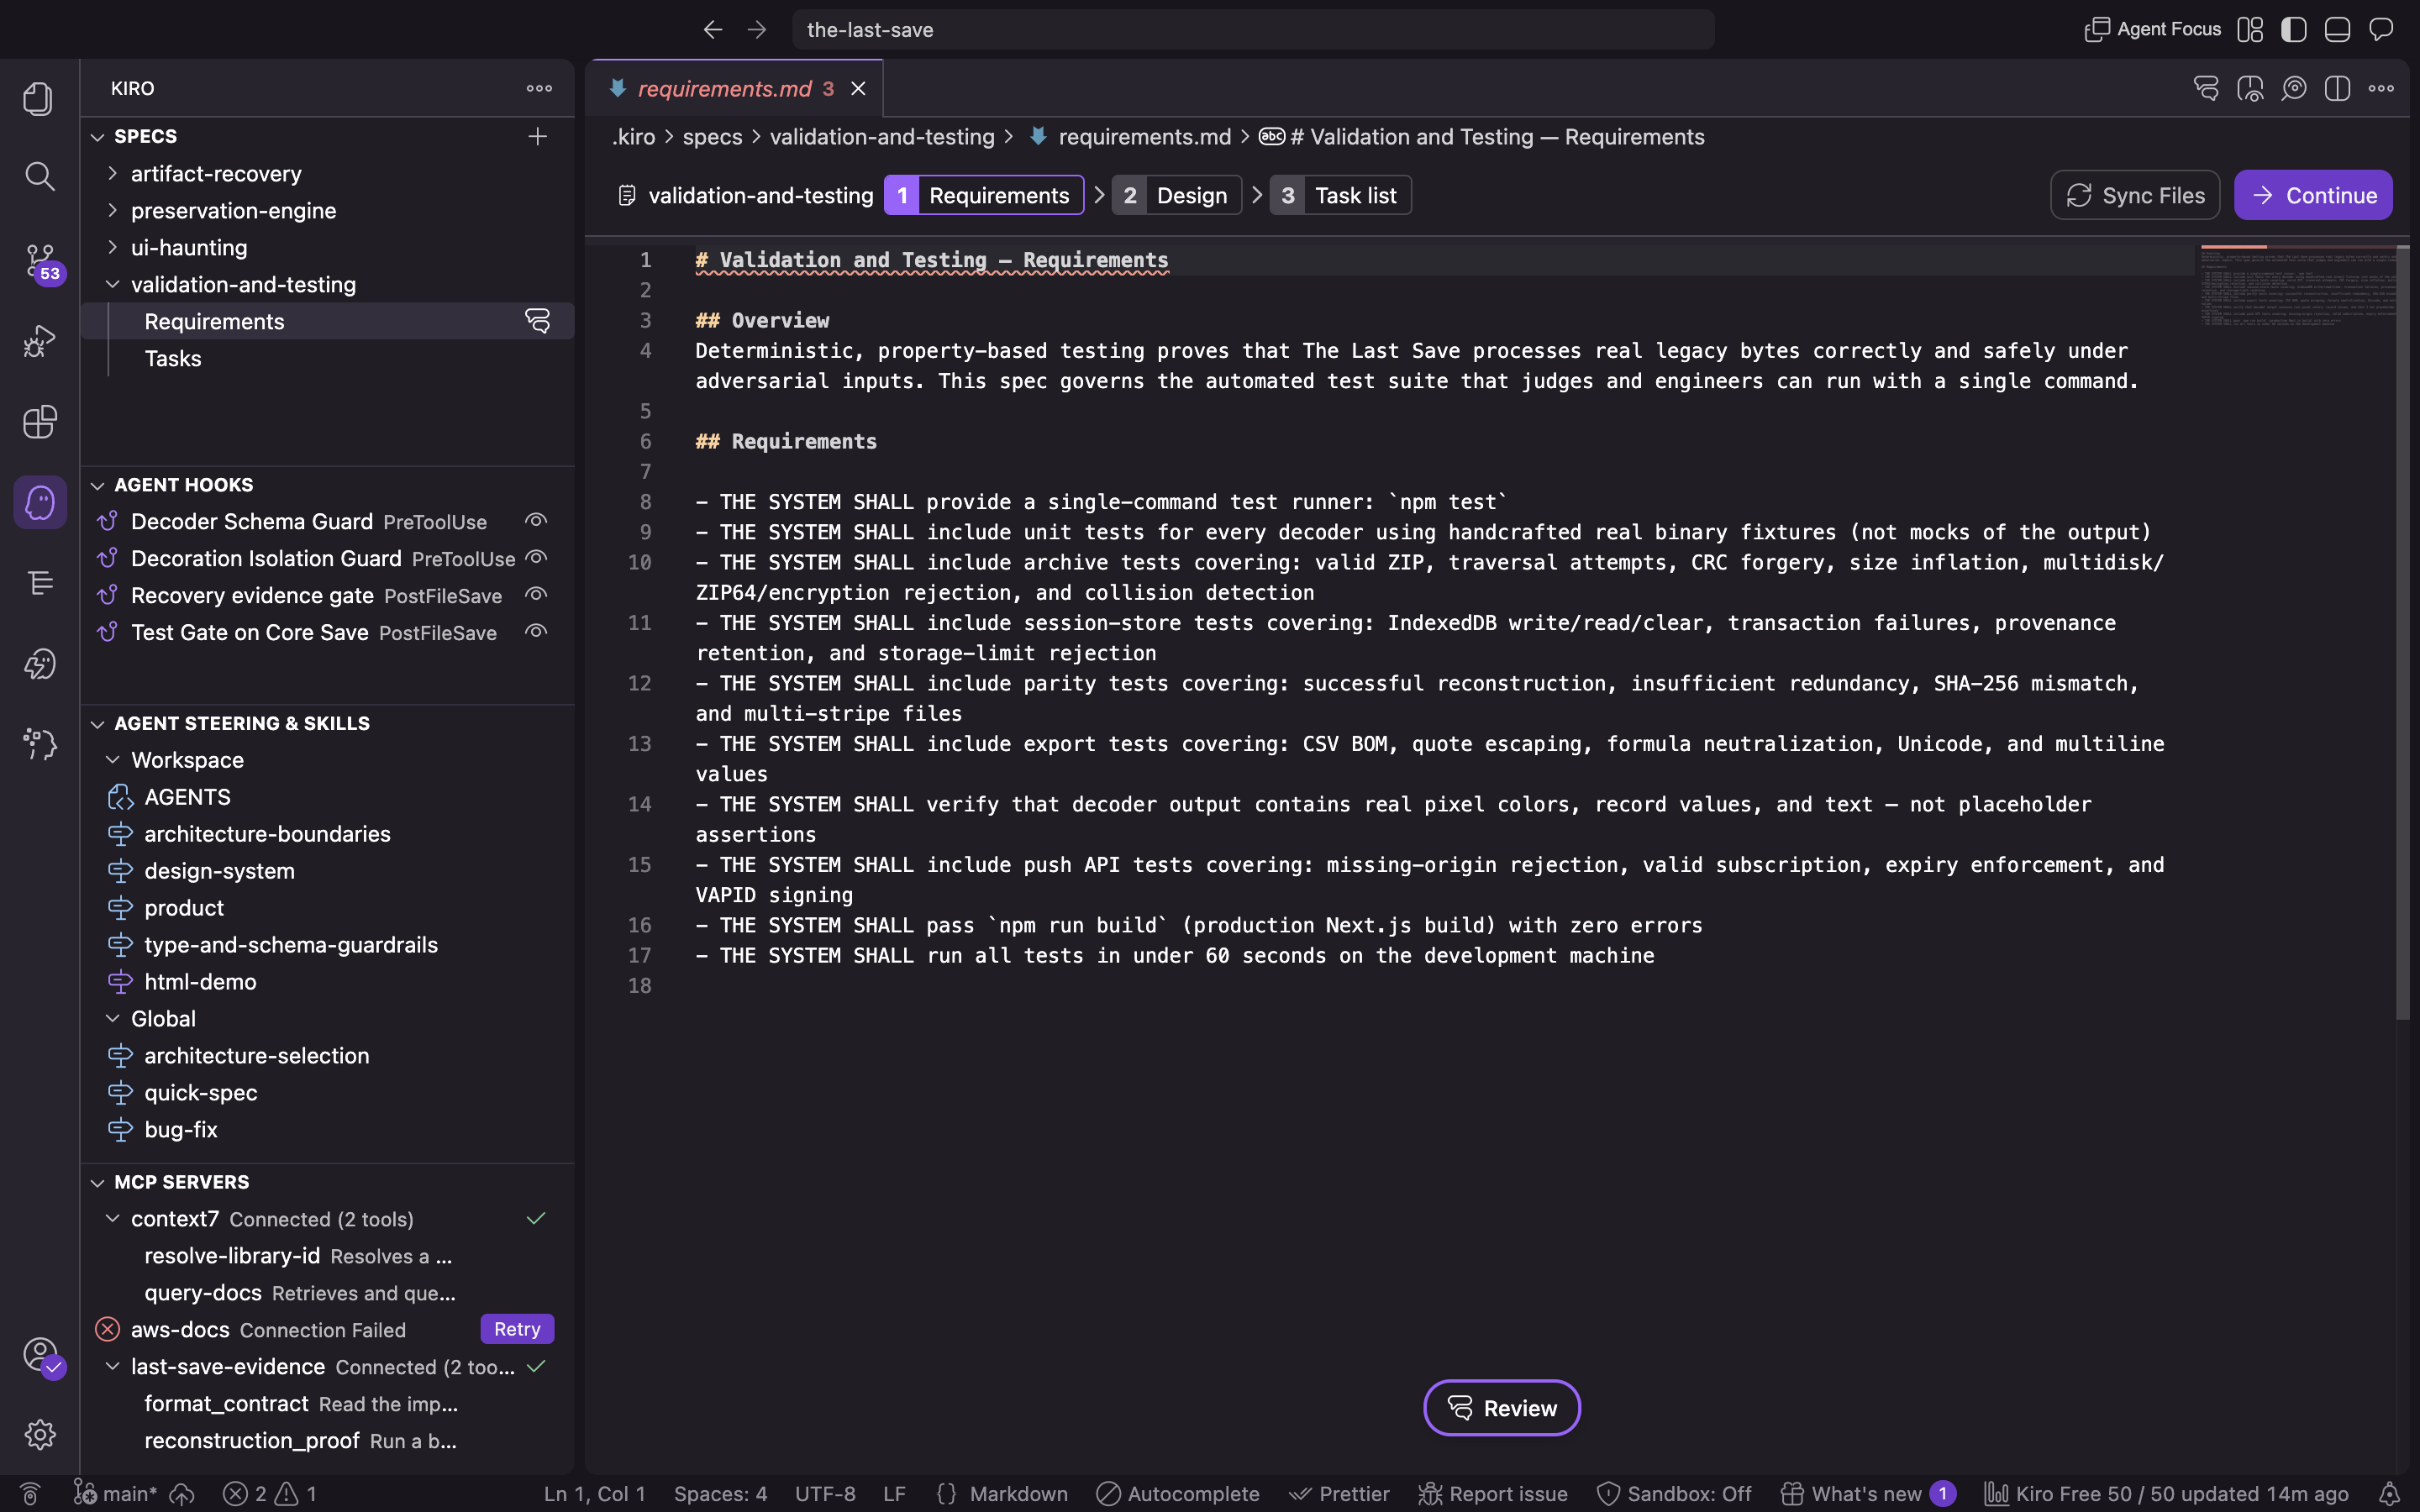 the-last-save
Agent Focus
KIRO
SPECS
artifact-recovery
preservation-engine
ui-haunting
validation-and-testing
Requirements
Tasks
53
AGENT HOOKS
Decoder Schema Guard PreToolUse
Decoration Isolation Guard PreToolUse
Recovery evidence gate PostFileSave
Test Gate on Core Save PostFileSave
AGENT STEERING & SKILLS
Workspace
AGENTS
architecture-boundaries
design-system
product
type-and-schema-guardrails
html-demo
Global
architecture-selection
quick-spec
bug-fix
MCP SERVERS
context7 Connected (2 tools)
resolve-library-id Resolves a ...
query-docs Retrieves and que...
aws-docs Connection Failed Retry
last-save-evidence Connected (2 too...
format_contract Read the imp...
reconstruction_proof Run a b...
requirements.md 3
.kiro > specs > validation-and-testing > requirements.md > abc # Validation and Testing — Requirements
validation-and-testing 1 Requirements > 2 Design > 3 Task list
Sync Files
Continue
1 # Validation and Testing — Requirements
2
3 ## Overview
4 Deterministic, property-based testing proves that The Last Save processes real legacy bytes correctly and safely under
adversarial inputs. This spec governs the automated test suite that judges and engineers can run with a single command.
5
6 ## Requirements
7
8 - THE SYSTEM SHALL provide a single-command test runner: `npm test`
9 - THE SYSTEM SHALL include unit tests for every decoder using handcrafted real binary fixtures (not mocks of the output)
10 - THE SYSTEM SHALL include archive tests covering: valid ZIP, traversal attempts, CRC forgery, size inflation, multidisk/
ZIP64/encryption rejection, and collision detection
11 - THE SYSTEM SHALL include session-store tests covering: IndexedDB write/read/clear, transaction failures, provenance
retention, and storage-limit rejection
12 - THE SYSTEM SHALL include parity tests covering: successful reconstruction, insufficient redundancy, SHA-256 mismatch,
and multi-stripe files
13 - THE SYSTEM SHALL include export tests covering: CSV BOM, quote escaping, formula neutralization, Unicode, and multiline
values
14 - THE SYSTEM SHALL verify that decoder output contains real pixel colors, record values, and text — not placeholder
assertions
15 - THE SYSTEM SHALL include push API tests covering: missing-origin rejection, valid subscription, expiry enforcement, and
VAPID signing
16 - THE SYSTEM SHALL pass `npm run build` (production Next.js build) with zero errors
17 - THE SYSTEM SHALL run all tests in under 60 seconds on the development machine
18
Review
main* 2 1
Ln 1, Col 1 Spaces: 4 UTF-8 LF {} Markdown Autocomplete Prettier Report issue Sandbox: Off What's new 1 Kiro Free 50 / 50 updated 14m ago